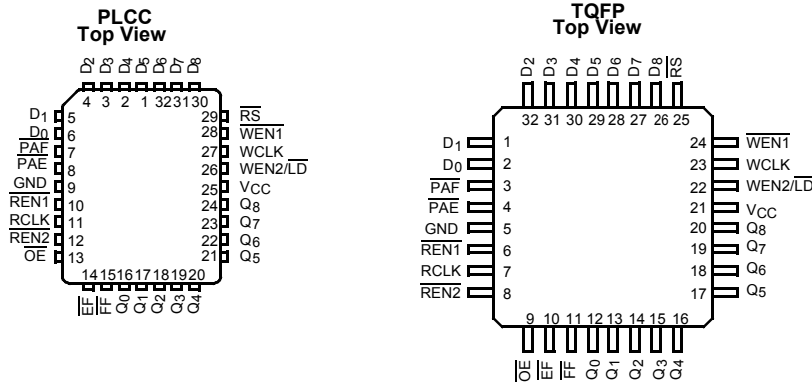 PLCC
Top View
D2 D3 D4 D5 D6 D7 D8
4 3 2 1 32 31 30
D1 5
D0 6
PAF 7
PAE 8
GND 9
REN1 10
RCLK 11
REN2 12
OE 13
29 RS
28 WEN1
27 WCLK
26 WEN2/LD
25 VCC
24 Q8
23 Q7
22 Q6
21 Q5
14 15 16 17 18 19 20
EF FF Q0 Q1 Q2 Q3 Q4
TQFP
Top View
D2 D3 D4 D5 D6 D7 D8 RS
32 31 30 29 28 27 26 25
D1 1
D0 2
PAF 3
PAE 4
GND 5
REN1 6
RCLK 7
REN2 8
24 WEN1
23 WCLK
22 WEN2/LD
21 VCC
20 Q8
19 Q7
18 Q6
17 Q5
9 10 11 12 13 14 15 16
OE EF FF Q0 Q1 Q2 Q3 Q4